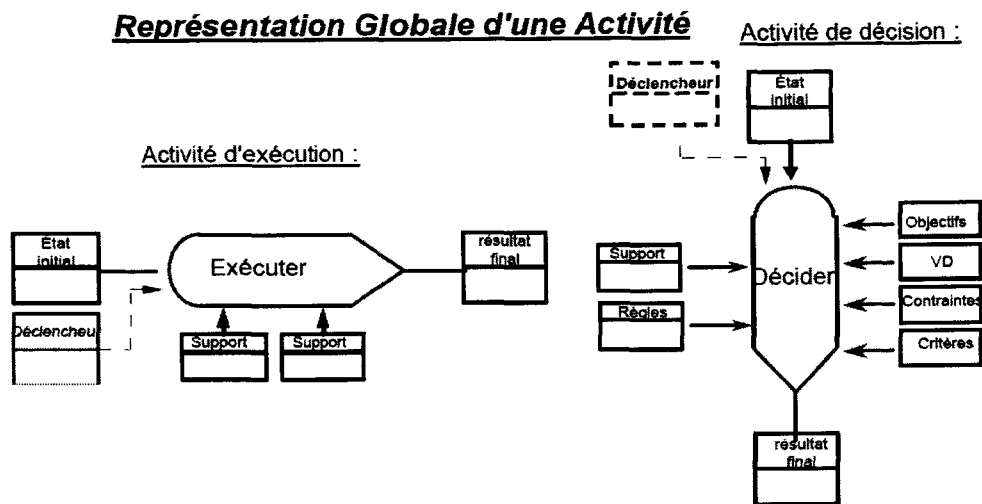 Représentation Globale d'une Activité
Activité de décision :
Déclencheur
État
initial
Activité d'exécution :
État
initial
Exécuter
résultat
final
Déclencheu
Support
Support
Support
Règles
Décider
Objectifs
VD
Contraintes
Critères
résultat
final